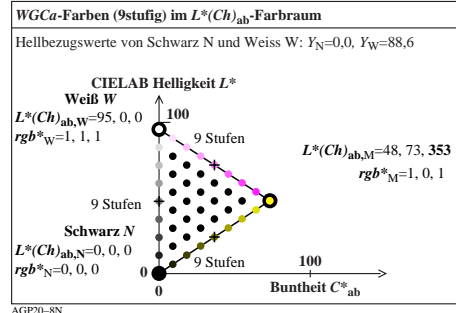 WGCa-Farben (9stufig) im L*(Ch)ab-Farbraum
Hellbezugswerte von Schwarz N und Weiss W: YN=0,0, YW=88,6
CIELAB Helligkeit L*
Weiß W
100
L*(Ch)ab,W=95, 0, 0
rgb*W=1, 1, 1
9 Stufen
L*(Ch)ab,M=48, 73, 353
rgb*M=1, 0, 1
9 Stufen
Schwarz N
L*(Ch)ab,N=0, 0, 0
rgb*N=0, 0, 0
9 Stufen
0
100
0
Buntheit C*ab
AGP20-8N